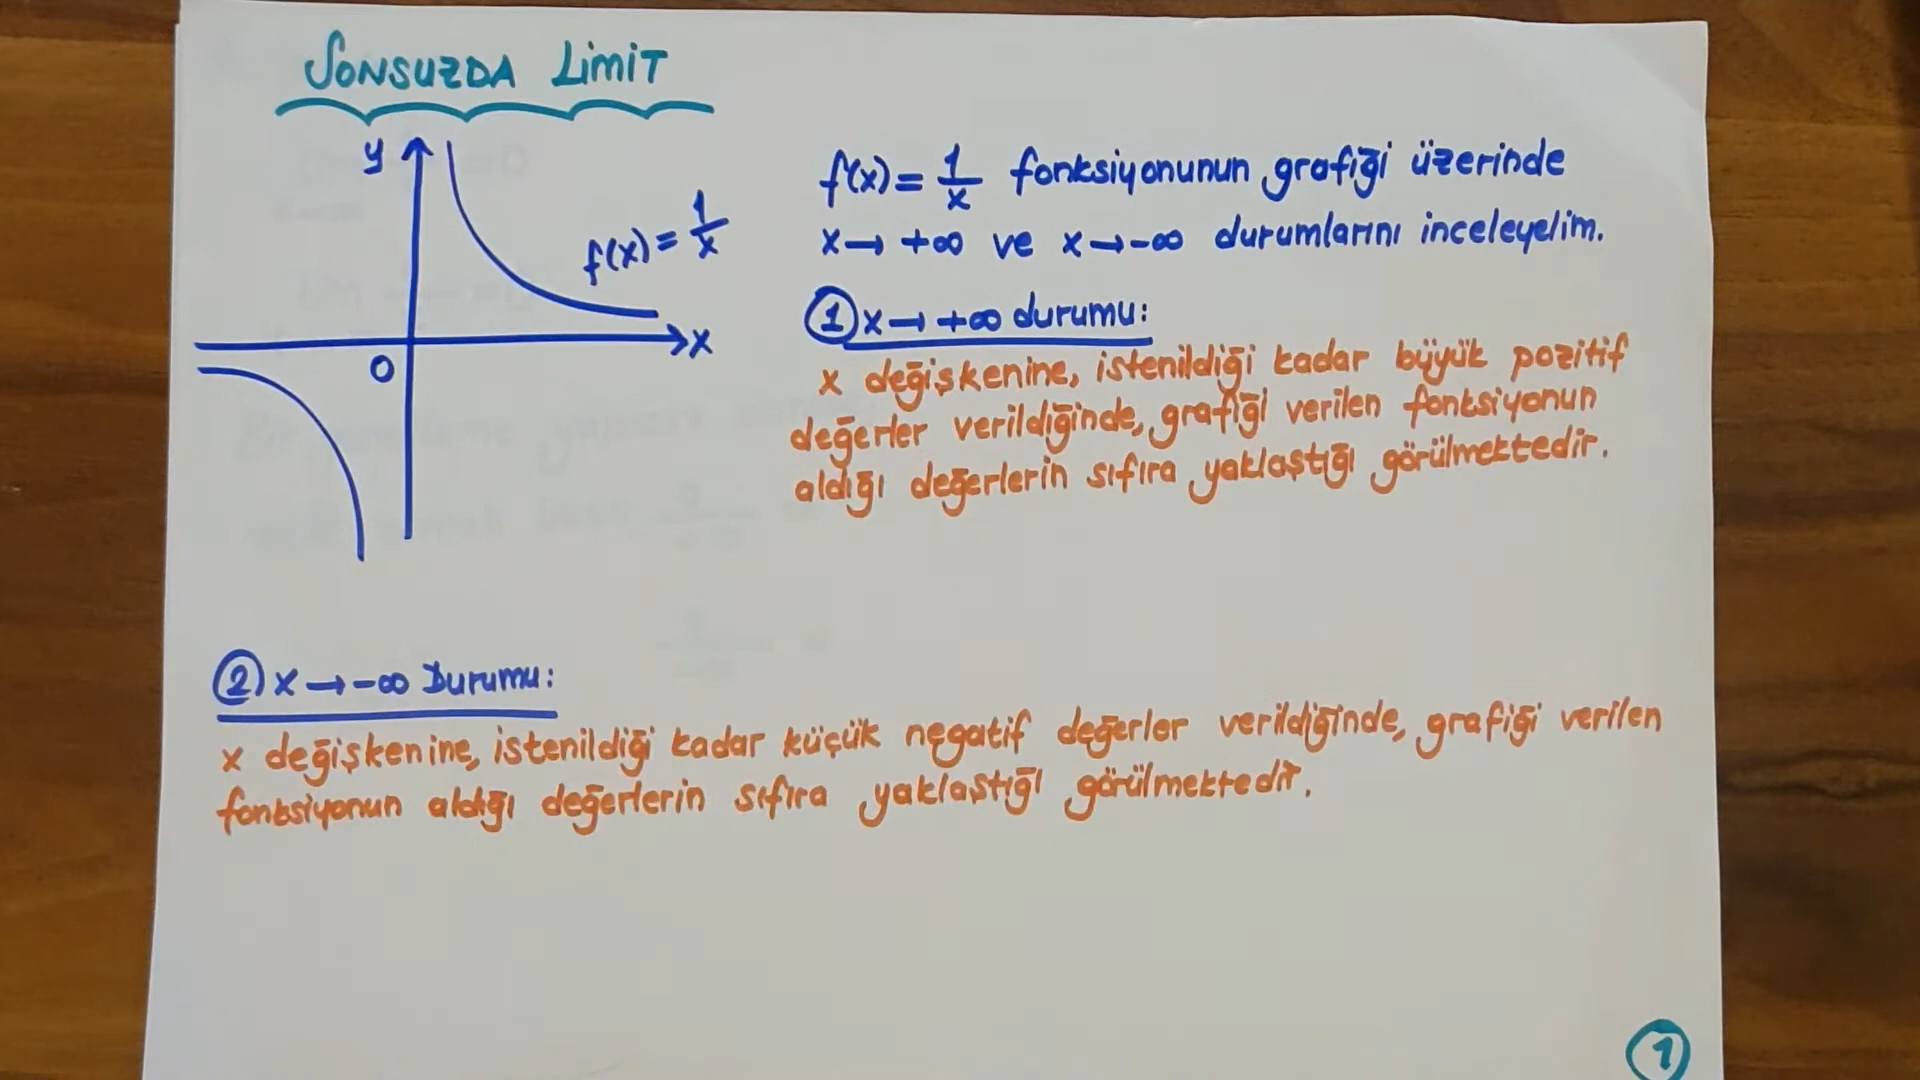 SONSUZDA LimiT
y
f(x) = 1/x
x
0
f(x) = 1/x fonksiyonunun grafiği üzerinde
x → +∞ ve x → -∞ durumlarını inceleyelim.
1) x → +∞ durumu:
x değişkenine, istenildiği kadar büyük pozitif
değerler verildiğinde, grafiği verilen fonksiyonun
aldığı değerlerin sıfıra yaklaştığı görülmektedir.
2) x → -∞ Durumu:
x değişkenine, istenildiği kadar küçük negatif değerler verildiğinde, grafiği verilen
fonksiyonun aldığı değerlerin sıfıra yaklaştığı görülmektedir.
1